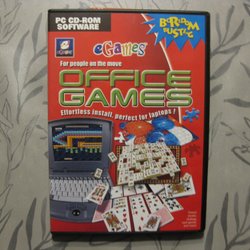 PC CD-ROM
SOFTWARE
BOREDOM
BUSTING
eGames
For people on the move
OFFICE
GAMES
Effortless install, perfect for laptops!